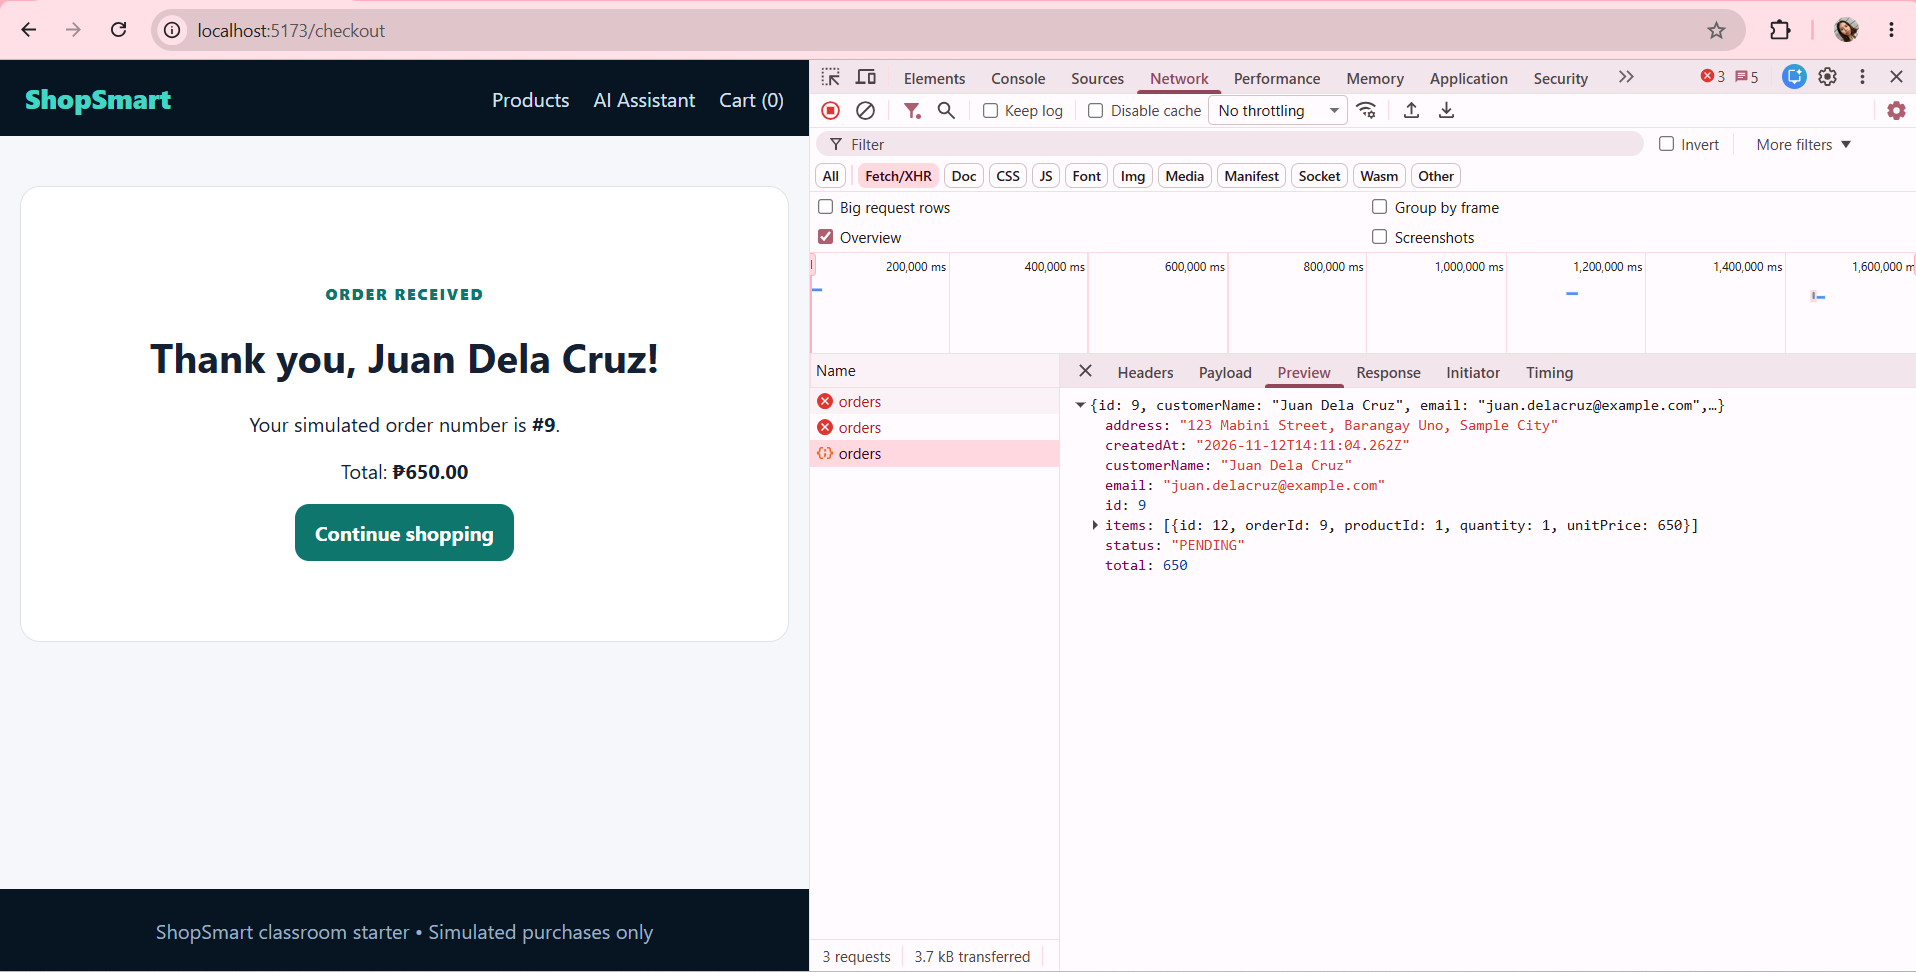 localhost:5173/checkout
ShopSmart
Products
AI Assistant
Cart (0)
ORDER RECEIVED
Thank you, Juan Dela Cruz!
Your simulated order number is #9.
Total: ₱650.00
Continue shopping
ShopSmart classroom starter • Simulated purchases only
Elements Console Sources Network Performance Memory Application Security 3 5
Keep log Disable cache No throttling
Filter Invert More filters
All Fetch/XHR Doc CSS JS Font Img Media Manifest Socket Wasm Other
Big request rows Group by frame
Overview Screenshots
200,000 ms 400,000 ms 600,000 ms 800,000 ms 1,000,000 ms 1,200,000 ms 1,400,000 ms 1,600,000 m
Name
orders
orders
orders
3 requests 3.7 kB transferred
Headers Payload Preview Response Initiator Timing
{id: 9, customerName: "Juan Dela Cruz", email: "juan.delacruz@example.com",…}
address: "123 Mabini Street, Barangay Uno, Sample City"
createdAt: "2026-11-12T14:11:04.262Z"
customerName: "Juan Dela Cruz"
email: "juan.delacruz@example.com"
id: 9
items: [{id: 12, orderId: 9, productId: 1, quantity: 1, unitPrice: 650}]
status: "PENDING"
total: 650